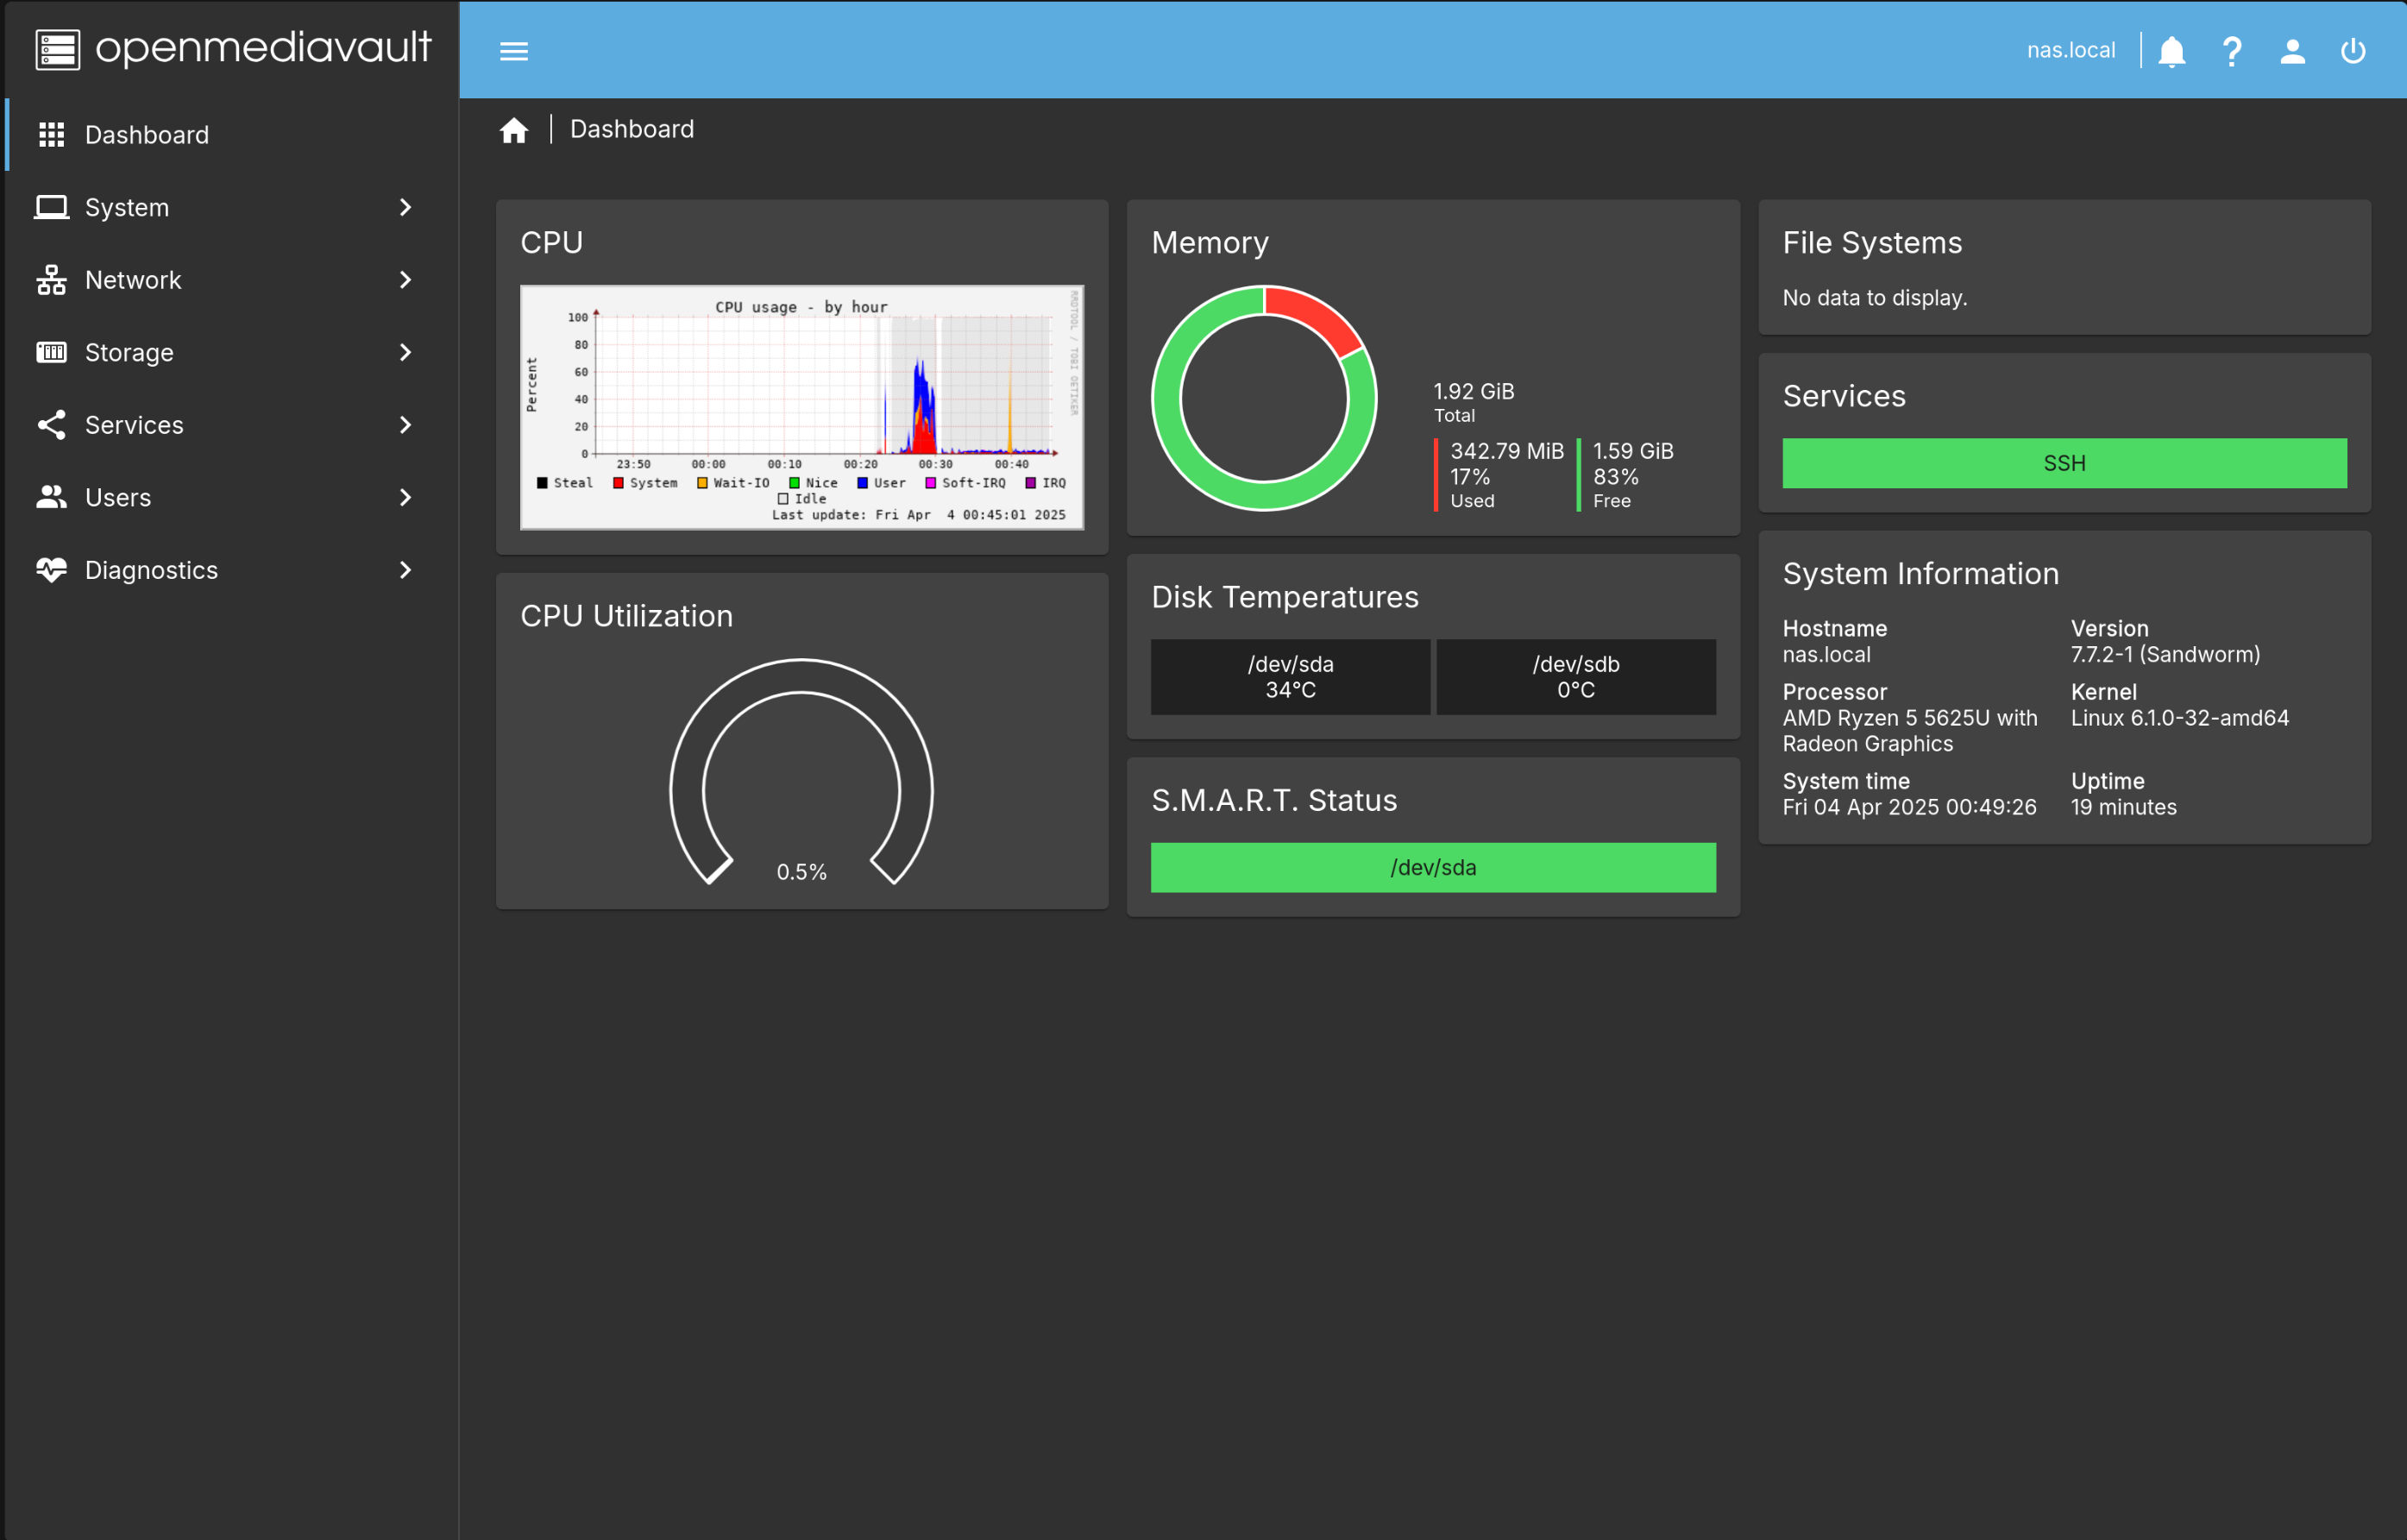 openmediavault
nas.local
Dashboard
System
Network
Storage
Services
Users
Diagnostics
Dashboard
CPU
CPU usage - by hour
RRDTOOL / TOBI OETIKER
Percent
100
80
60
40
20
0
23:50 00:00 00:10 00:20 00:30 00:40
Steal System Wait-IO Nice User Soft-IRQ IRQ
Idle
Last update: Fri Apr 4 00:45:01 2025
CPU Utilization
0.5%
Memory
1.92 GiB
Total
342.79 MiB
17%
Used
1.59 GiB
83%
Free
Disk Temperatures
/dev/sda
34°C
/dev/sdb
0°C
S.M.A.R.T. Status
/dev/sda
File Systems
No data to display.
Services
SSH
System Information
Hostname
nas.local
Version
7.7.2-1 (Sandworm)
Processor
AMD Ryzen 5 5625U with
Radeon Graphics
Kernel
Linux 6.1.0-32-amd64
System time
Fri 04 Apr 2025 00:49:26
Uptime
19 minutes